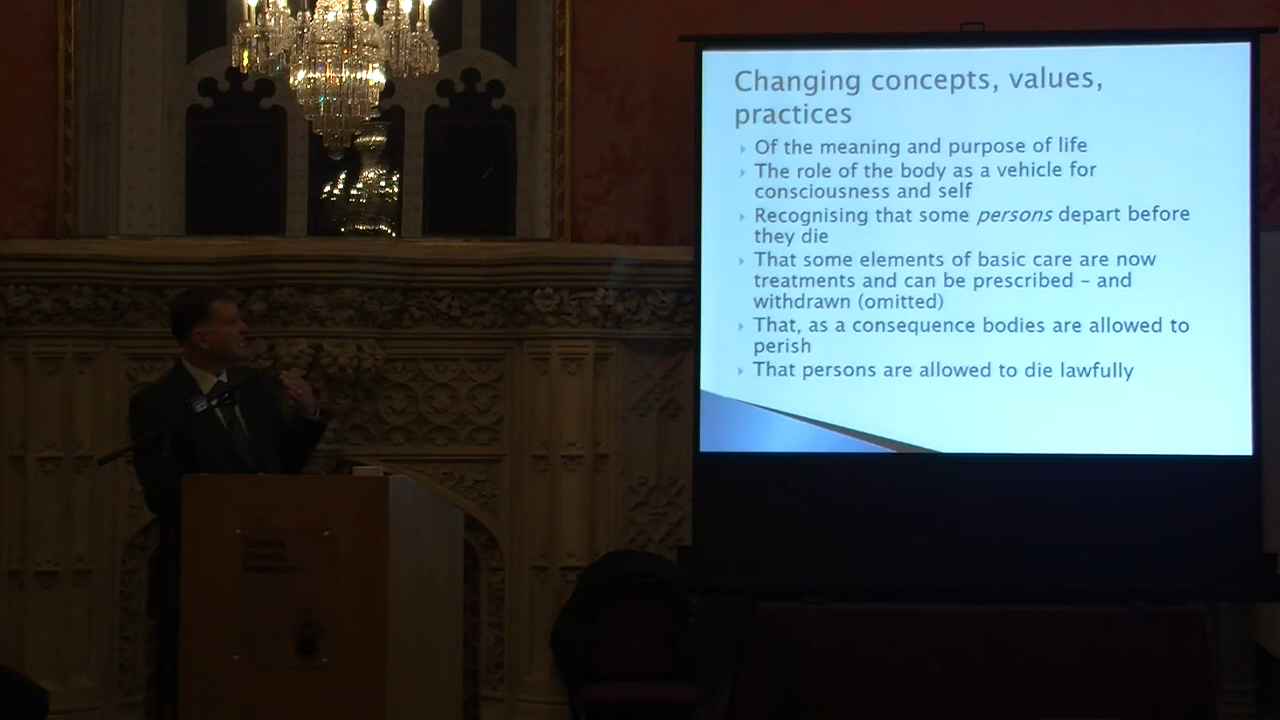 Changing concepts, values,
practices
Of the meaning and purpose of life
The role of the body as a vehicle for
consciousness and self
Recognising that some persons depart before
they die
That some elements of basic care are now
treatments and can be prescribed – and
withdrawn (omitted)
That, as a consequence bodies are allowed to
perish
That persons are allowed to die lawfully